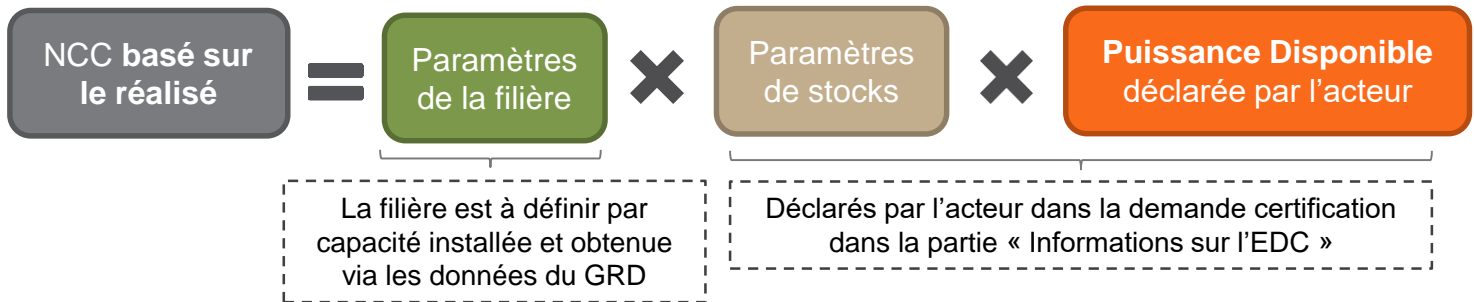 NCC basé sur
le réalisé
=
Paramètres
de la filière
×
Paramètres
de stocks
×
Puissance Disponible
déclarée par l'acteur
La filière est à définir par
capacité installée et obtenue
via les données du GRD
Déclarés par l'acteur dans la demande certification
dans la partie « Informations sur l'EDC »